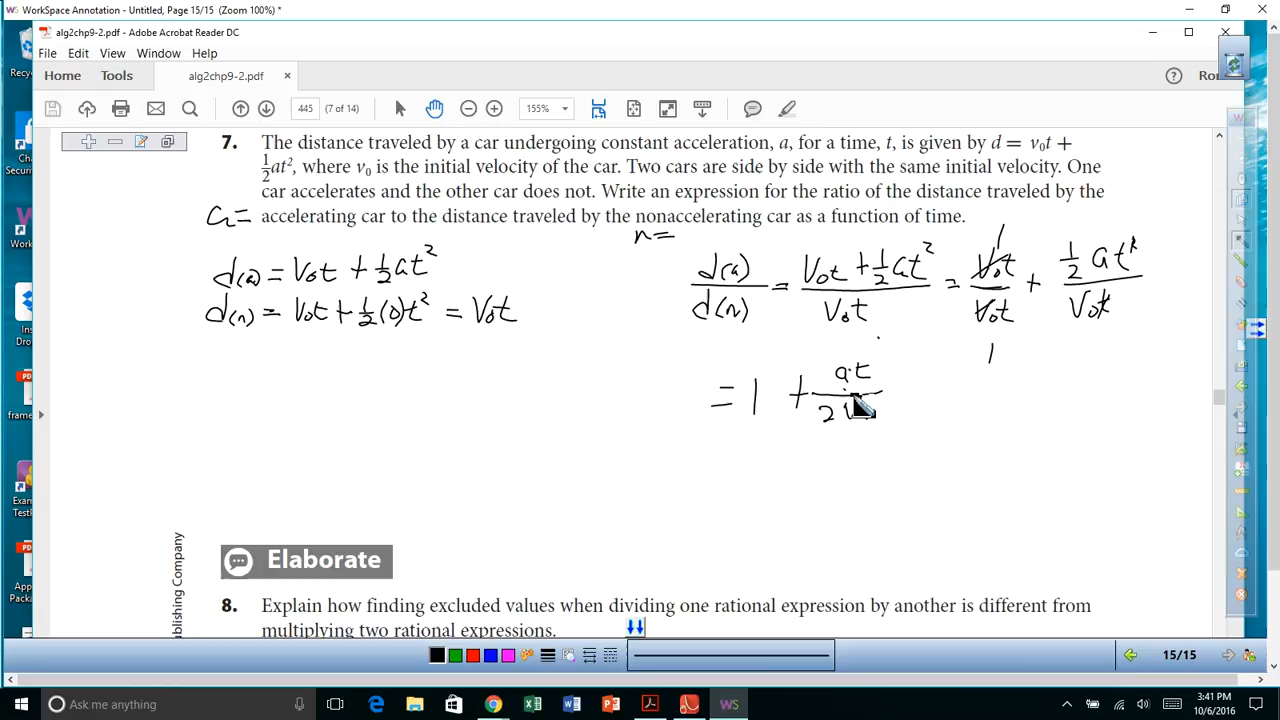 WorkSpace Annotation - Untitled, Page 15/15 (Zoom 100%) *
alg2chp9-2.pdf - Adobe Acrobat Reader DC
File Edit View Window Help
Home Tools alg2chp9-2.pdf ×
445 (7 of 14) 155%
7. The distance traveled by a car undergoing constant acceleration, a, for a time, t, is given by d = v₀t +
½at², where v₀ is the initial velocity of the car. Two cars are side by side with the same initial velocity. One
car accelerates and the other car does not. Write an expression for the ratio of the distance traveled by the
a= accelerating car to the distance traveled by the nonaccelerating car as a function of time.
n=
d(a) = V₀t + ½at²
d(n) = V₀t + ½(0)t² = V₀t
d(a)/d(n) = (V₀t + ½at²)/(V₀t) = V₀t/V₀t + ½at²/V₀t
1
1
= 1 + at/2V
Elaborate
8. Explain how finding excluded values when dividing one rational expression by another is different from
multiplying two rational expressions.
ublishing Company
15/15
Ask me anything
3:41 PM
10/6/2016